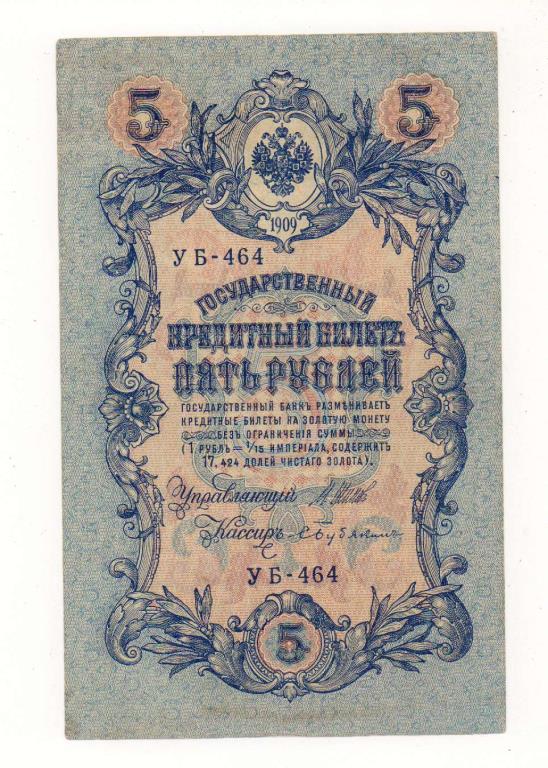 5 5
1909
УБ-464
ГОСУДАРСТВЕННЫЙ
КРЕДИТНЫЙ БИЛЕТЪ
ПЯТЬ РУБЛЕЙ
ГОСУДАРСТВЕННЫЙ БАНКЪ РАЗМѢНИВАЕТЪ
КРЕДИТНЫЕ БИЛЕТЫ НА ЗОЛОТУЮ МОНЕТУ
БЕЗЪ ОГРАНИЧЕНІЯ СУММЫ
(1 РУБЛЬ = 1/15 ИМПЕРІАЛА, СОДЕРЖИТЪ
17,424 ДОЛЕЙ ЧИСТАГО ЗОЛОТА).
Управляющій
Кассиръ
УБ-464
5